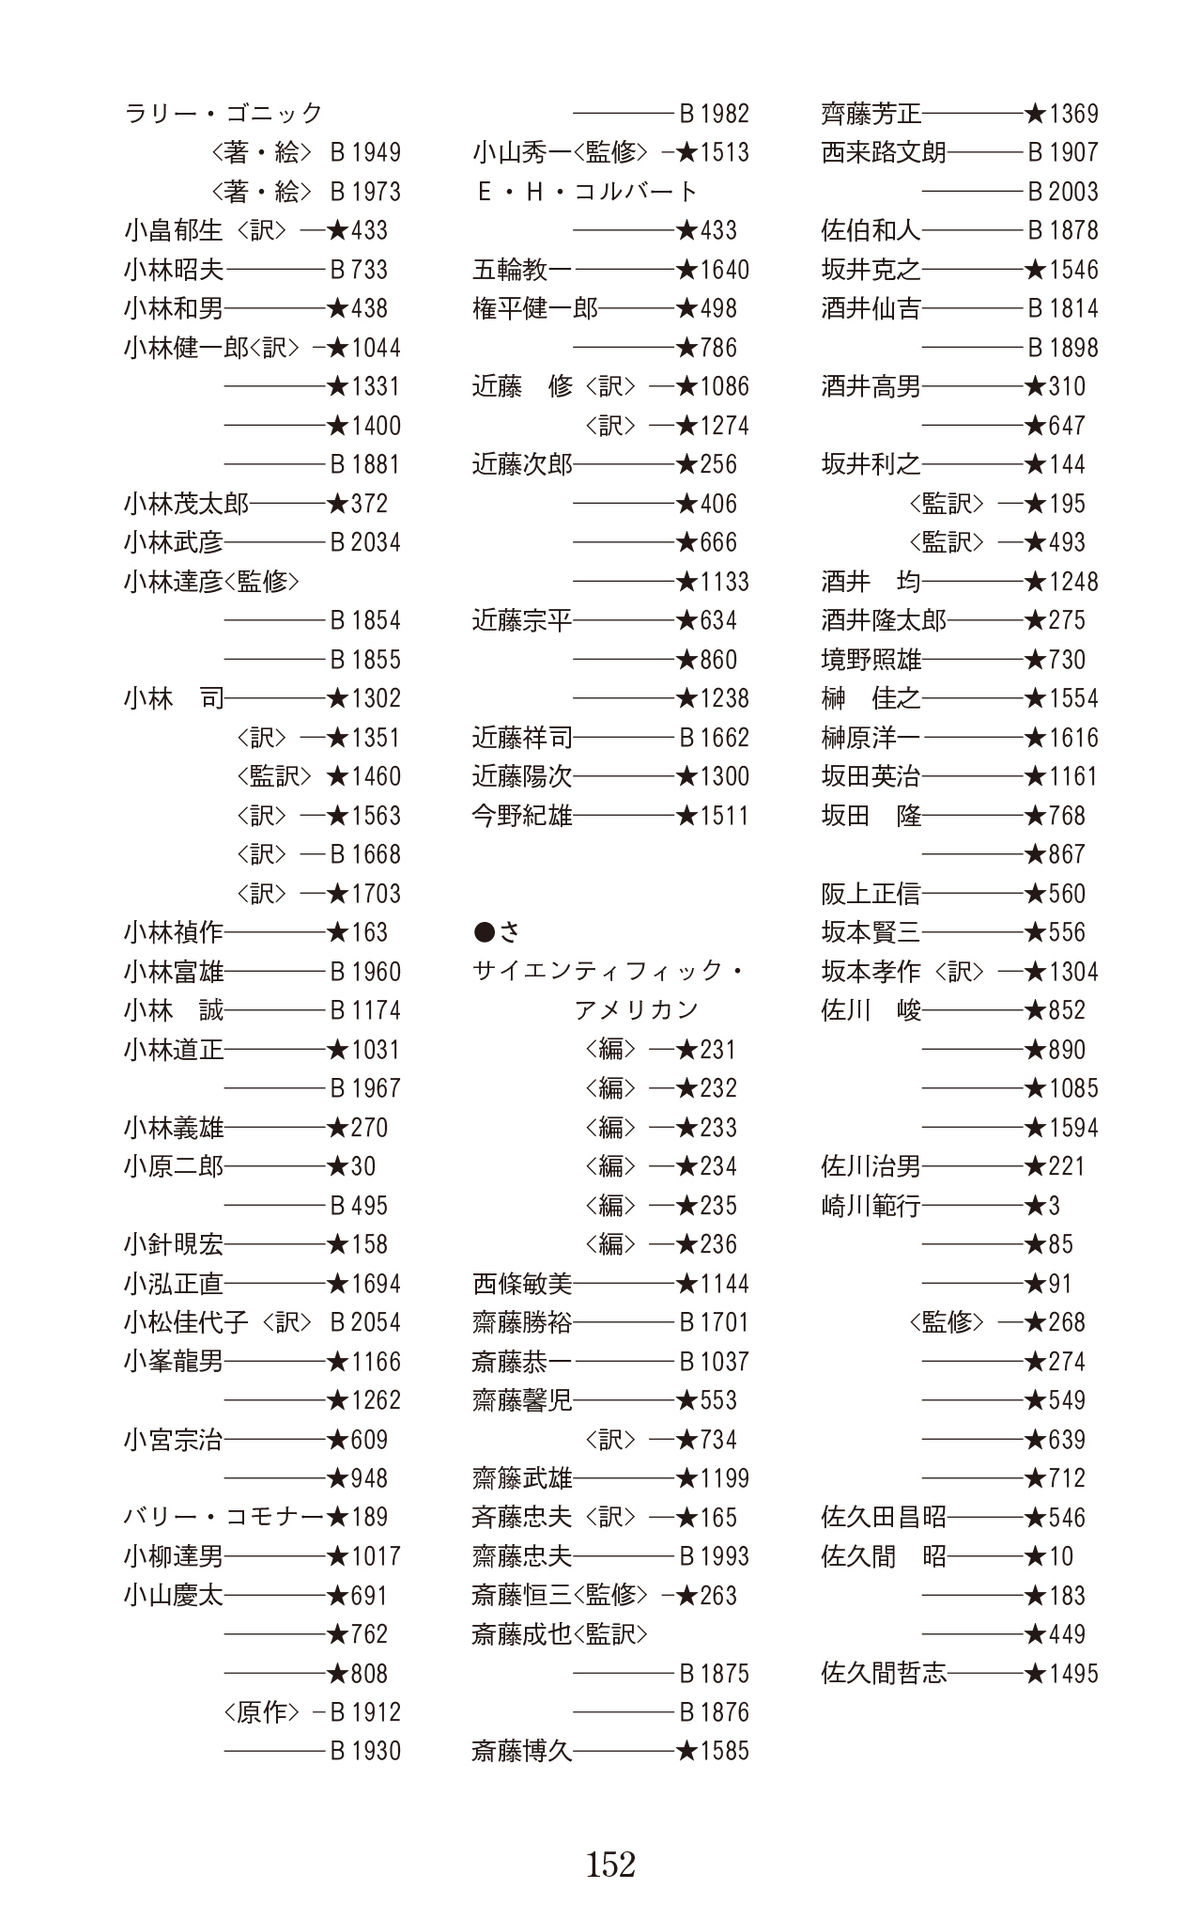 ラリー・ゴニック
〈著・絵〉 B 1949
〈著・絵〉 B 1973
小畠郁生〈訳〉―★433
小林昭夫――――B 733
小林和男――――★438
小林健一郎〈訳〉−★1044
――――★1331
――――★1400
――――B 1881
小林茂太郎―――★372
小林武彦――――B 2034
小林達彦〈監修〉
――――B 1854
――――B 1855
小林　司――――★1302
〈訳〉―★1351
〈監訳〉★1460
〈訳〉―★1563
〈訳〉―B 1668
〈訳〉―★1703
小林禎作――――★163
小林富雄――――B 1960
小林　誠――――B 1174
小林道正――――★1031
――――B 1967
小林義雄――――★270
小原二郎――――★30
――――B 495
小針晛宏――――★158
小泓正直――――★1694
小松佳代子〈訳〉 B 2054
小峯龍男――――★1166
――――★1262
小宮宗治――――★609
――――★948
バリー・コモナー★189
小柳達男――――★1017
小山慶太――――★691
――――★762
――――★808
〈原作〉−B 1912
――――B 1930
――――B 1982
小山秀一〈監修〉−★1513
E・H・コルバート
――――★433
五輪教一――――★1640
権平健一郎―――★498
――――★786
近藤　修〈訳〉―★1086
〈訳〉―★1274
近藤次郎――――★256
――――★406
――――★666
――――★1133
近藤宗平――――★634
――――★860
――――★1238
近藤祥司――――B 1662
近藤陽次――――★1300
今野紀雄――――★1511
●さ
サイエンティフィック・
アメリカン
〈編〉―★231
〈編〉―★232
〈編〉―★233
〈編〉―★234
〈編〉―★235
〈編〉―★236
西條敏美――――★1144
齋藤勝裕――――B 1701
斎藤恭一――――B 1037
齋藤馨児――――★553
〈訳〉―★734
齋籐武雄――――★1199
斉藤忠夫〈訳〉―★165
齋藤忠夫――――B 1993
斎藤恒三〈監修〉−★263
斎藤成也〈監訳〉
――――B 1875
――――B 1876
斎藤博久――――★1585
齊藤芳正――――★1369
西来路文朗―――B 1907
――――B 2003
佐伯和人――――B 1878
坂井克之――――★1546
酒井仙吉――――B 1814
――――B 1898
酒井高男――――★310
――――★647
坂井利之――――★144
〈監訳〉―★195
〈監訳〉―★493
酒井　均――――★1248
酒井隆太郎―――★275
境野照雄――――★730
榊　佳之――――★1554
榊原洋一――――★1616
坂田英治――――★1161
坂田　隆――――★768
――――★867
阪上正信――――★560
坂本賢三――――★556
坂本孝作〈訳〉―★1304
佐川　峻――――★852
――――★890
――――★1085
――――★1594
佐川治男――――★221
崎川範行――――★3
――――★85
――――★91
〈監修〉―★268
――――★274
――――★549
――――★639
――――★712
佐久田昌昭―――★546
佐久間　昭―――★10
――――★183
――――★449
佐久間哲志―――★1495
152